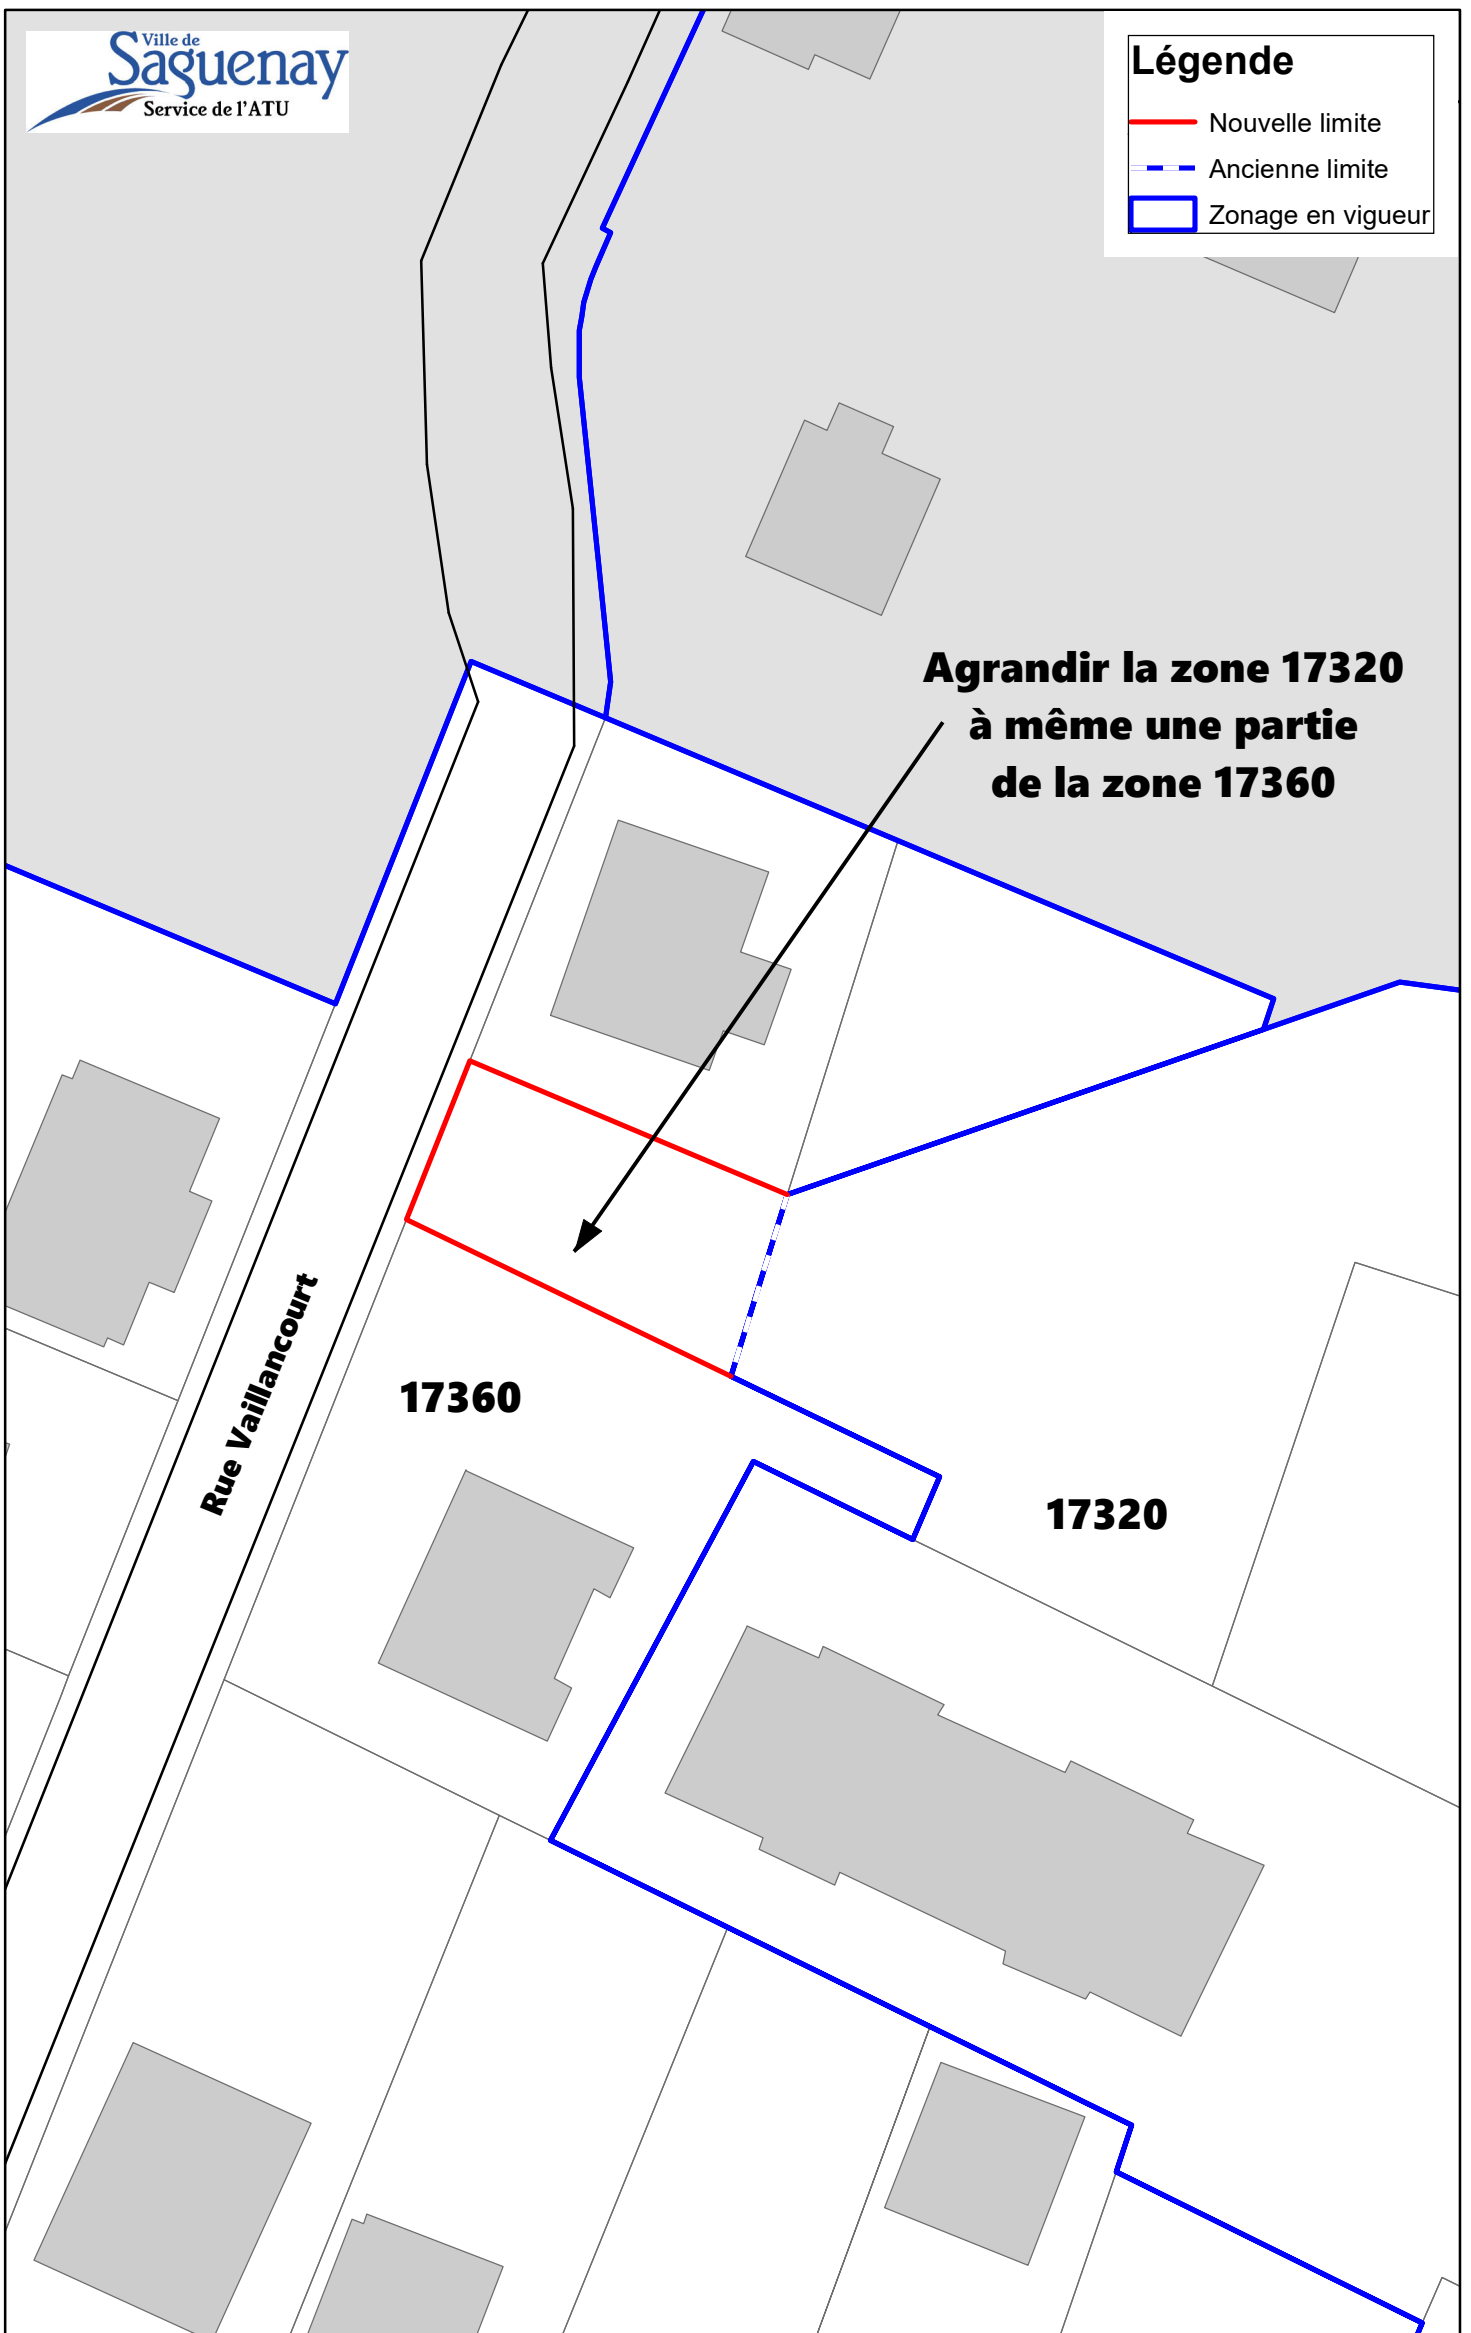 Ville de
Saguenay
Service de l'ATU
Légende
Nouvelle limite
Ancienne limite
Zonage en vigueur
Agrandir la zone 17320
à même une partie
de la zone 17360
Rue Vaillancourt
17360
17320